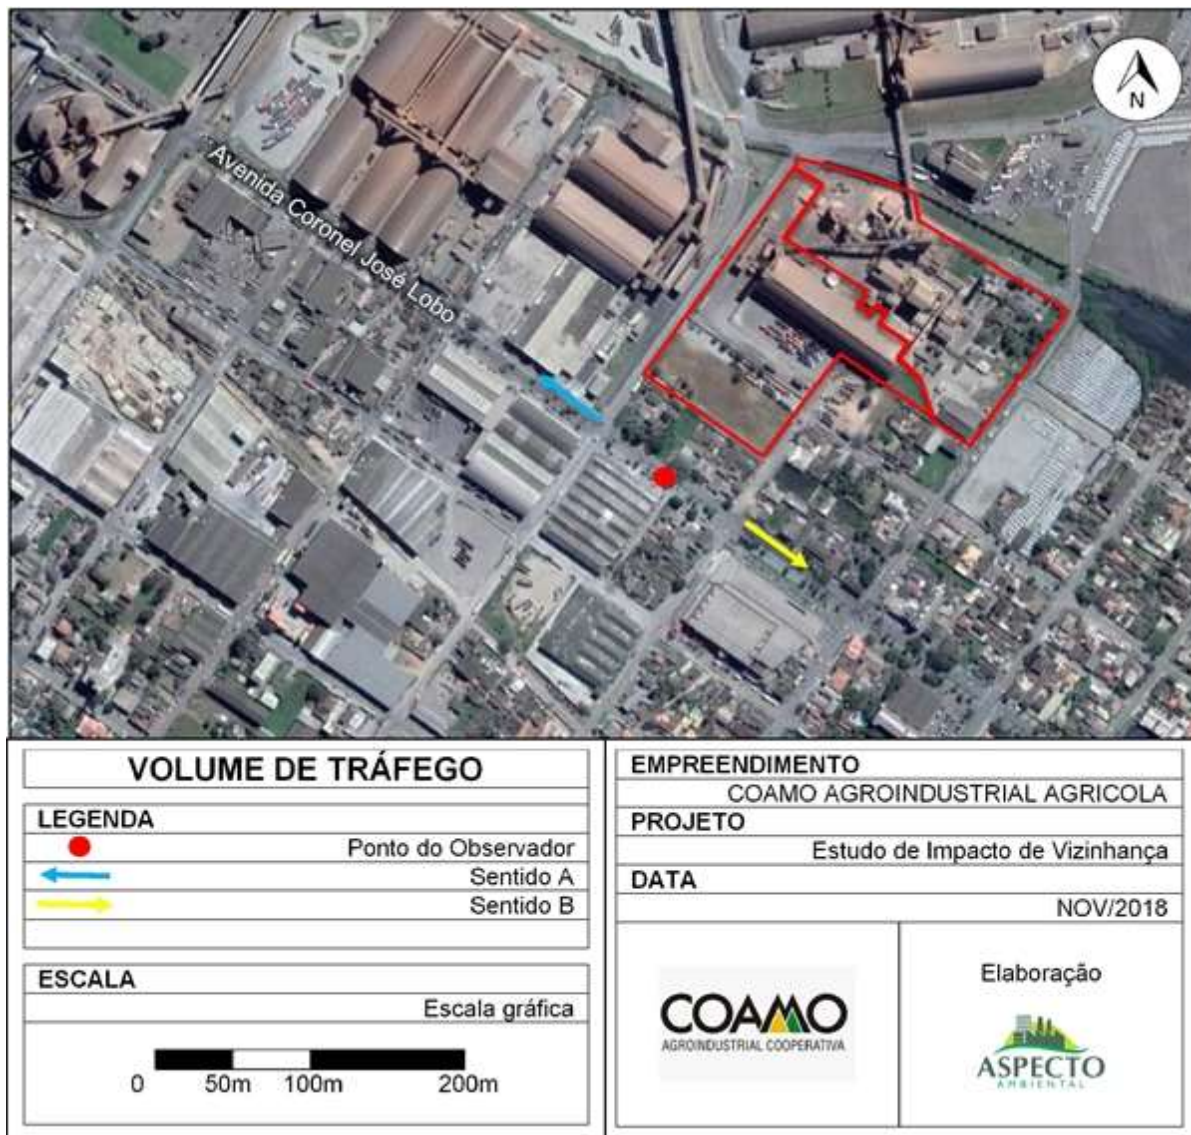 N
Avenida Coronel José Lobo
VOLUME DE TRÁFEGO
LEGENDA
Ponto do Observador
Sentido A
Sentido B
ESCALA
Escala gráfica
0 50m 100m 200m
EMPREENDIMENTO
COAMO AGROINDUSTRIAL AGRICOLA
PROJETO
Estudo de Impacto de Vizinhança
DATA
NOV/2018
COAMO
AGROINDUSTRIAL COOPERATIVA
Elaboração
ASPECTO
AMBIENTAL